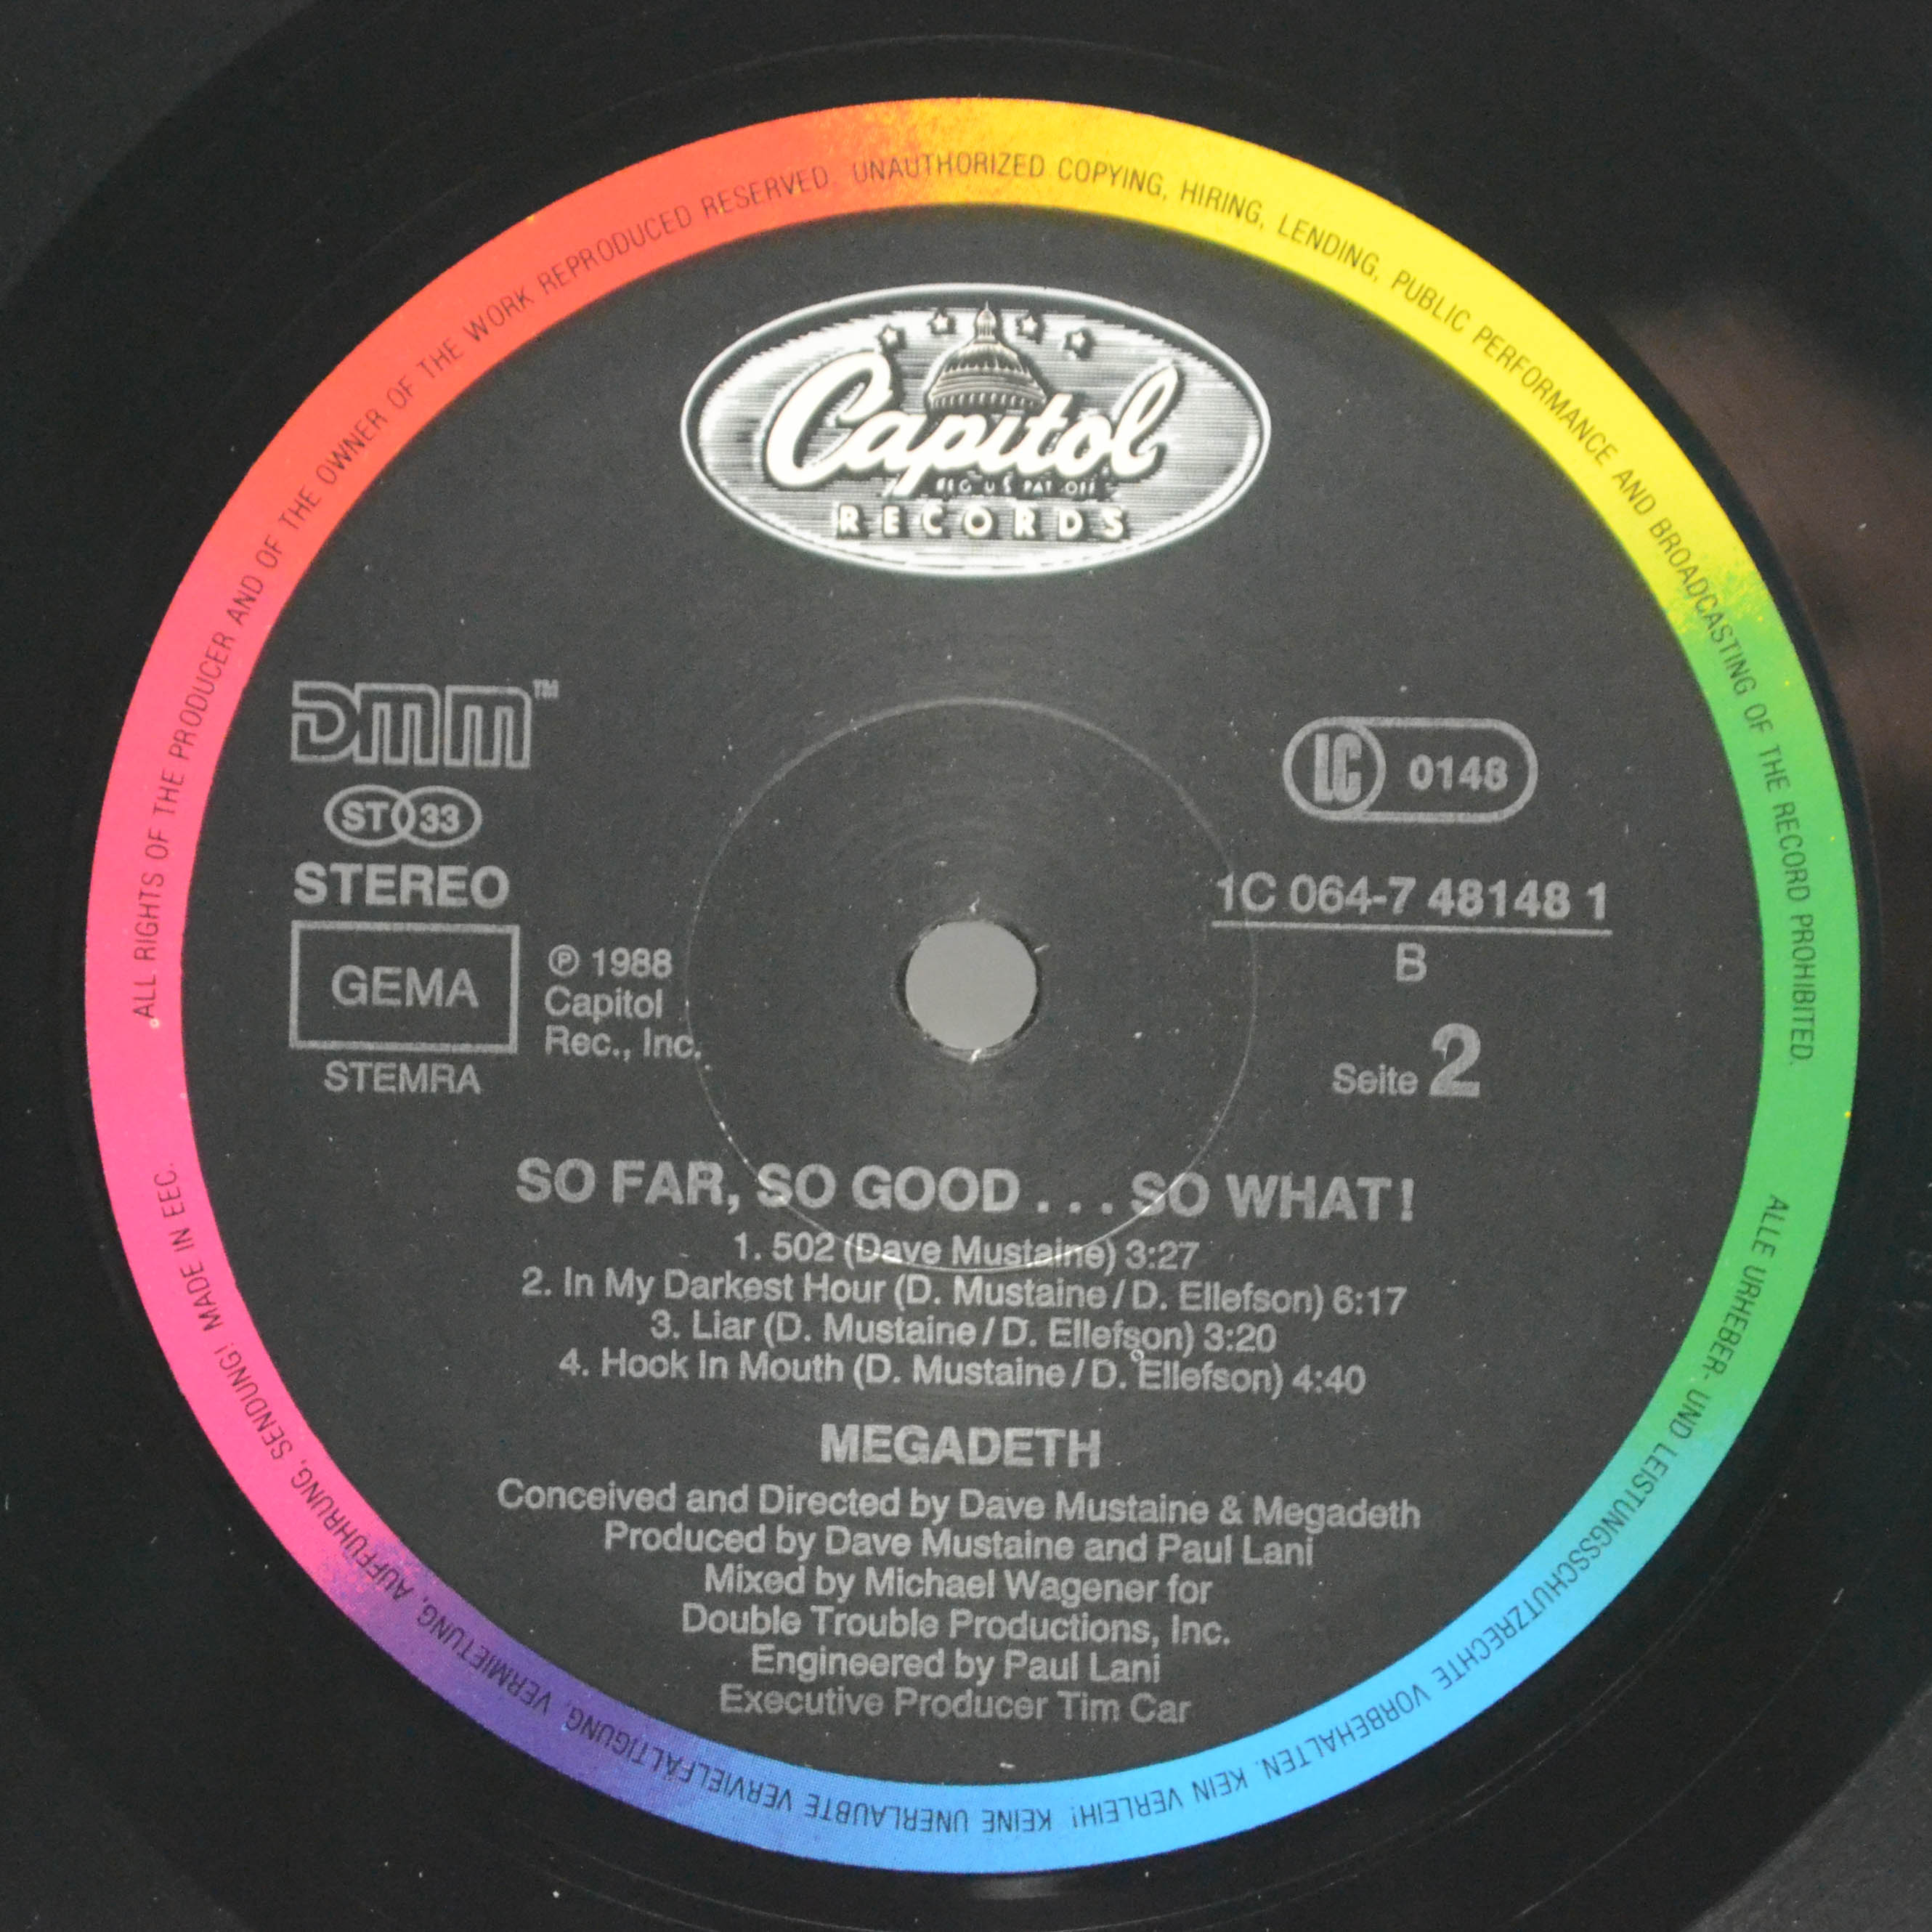 ALL RIGHTS OF THE PRODUCER AND OF THE OWNER OF THE WORK REPRODUCED RESERVED. UNAUTHORIZED COPYING, HIRING, LENDING, PUBLIC PERFORMANCE AND BROADCASTING OF THE RECORD PROHIBITED.
Capitol
REG US PAT OFF
RECORDS
DMM™
ST 33
STEREO
GEMA
STEMRA
℗ 1988
Capitol
Rec., Inc.
LC 0148
1C 064-7 48148 1
B
Seite 2
SO FAR, SO GOOD . . . SO WHAT!
1. 502 (Dave Mustaine) 3:27
2. In My Darkest Hour (D. Mustaine / D. Ellefson) 6:17
3. Liar (D. Mustaine / D. Ellefson) 3:20
4. Hook In Mouth (D. Mustaine / D. Ellefson) 4:40
MEGADETH
Conceived and Directed by Dave Mustaine & Megadeth
Produced by Dave Mustaine and Paul Lani
Mixed by Michael Wagener for
Double Trouble Productions, Inc.
Engineered by Paul Lani
Executive Producer Tim Car
ALLE URHEBER- UND LEISTUNGSSCHUTZRECHTE VORBEHALTEN. KEIN VERLEIH! KEINE UNERLAUBTE VERVIELFÄLTIGUNG, VERMIETUNG, AUFFÜHRUNG, SENDUNG! MADE IN EEC.